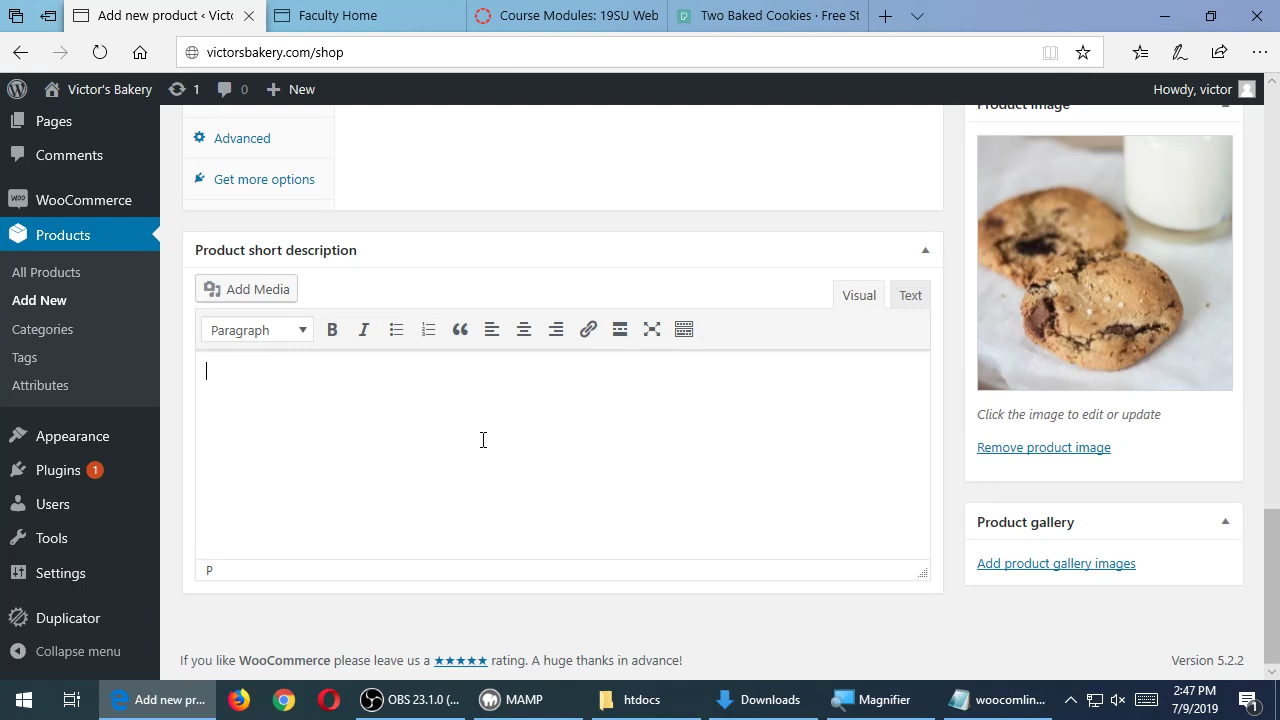 Add new product ‹ Victo
Faculty Home
Course Modules: 19SU Web
Two Baked Cookies · Free St
victorsbakery.com/shop
Victor's Bakery
1
0
New
Howdy, victor
Pages
Comments
WooCommerce
Products
All Products
Add New
Categories
Tags
Attributes
Appearance
Plugins 1
Users
Tools
Settings
Duplicator
Collapse menu
Advanced
Get more options
Product short description
Add Media
Visual
Text
Paragraph
B
I
P
Product image
Click the image to edit or update
Remove product image
Product gallery
Add product gallery images
If you like WooCommerce please leave us a ★★★★★ rating. A huge thanks in advance!
Version 5.2.2
Add new pr...
OBS 23.1.0 (...
MAMP
htdocs
Downloads
Magnifier
woocomlin...
2:47 PM
7/9/2019
1